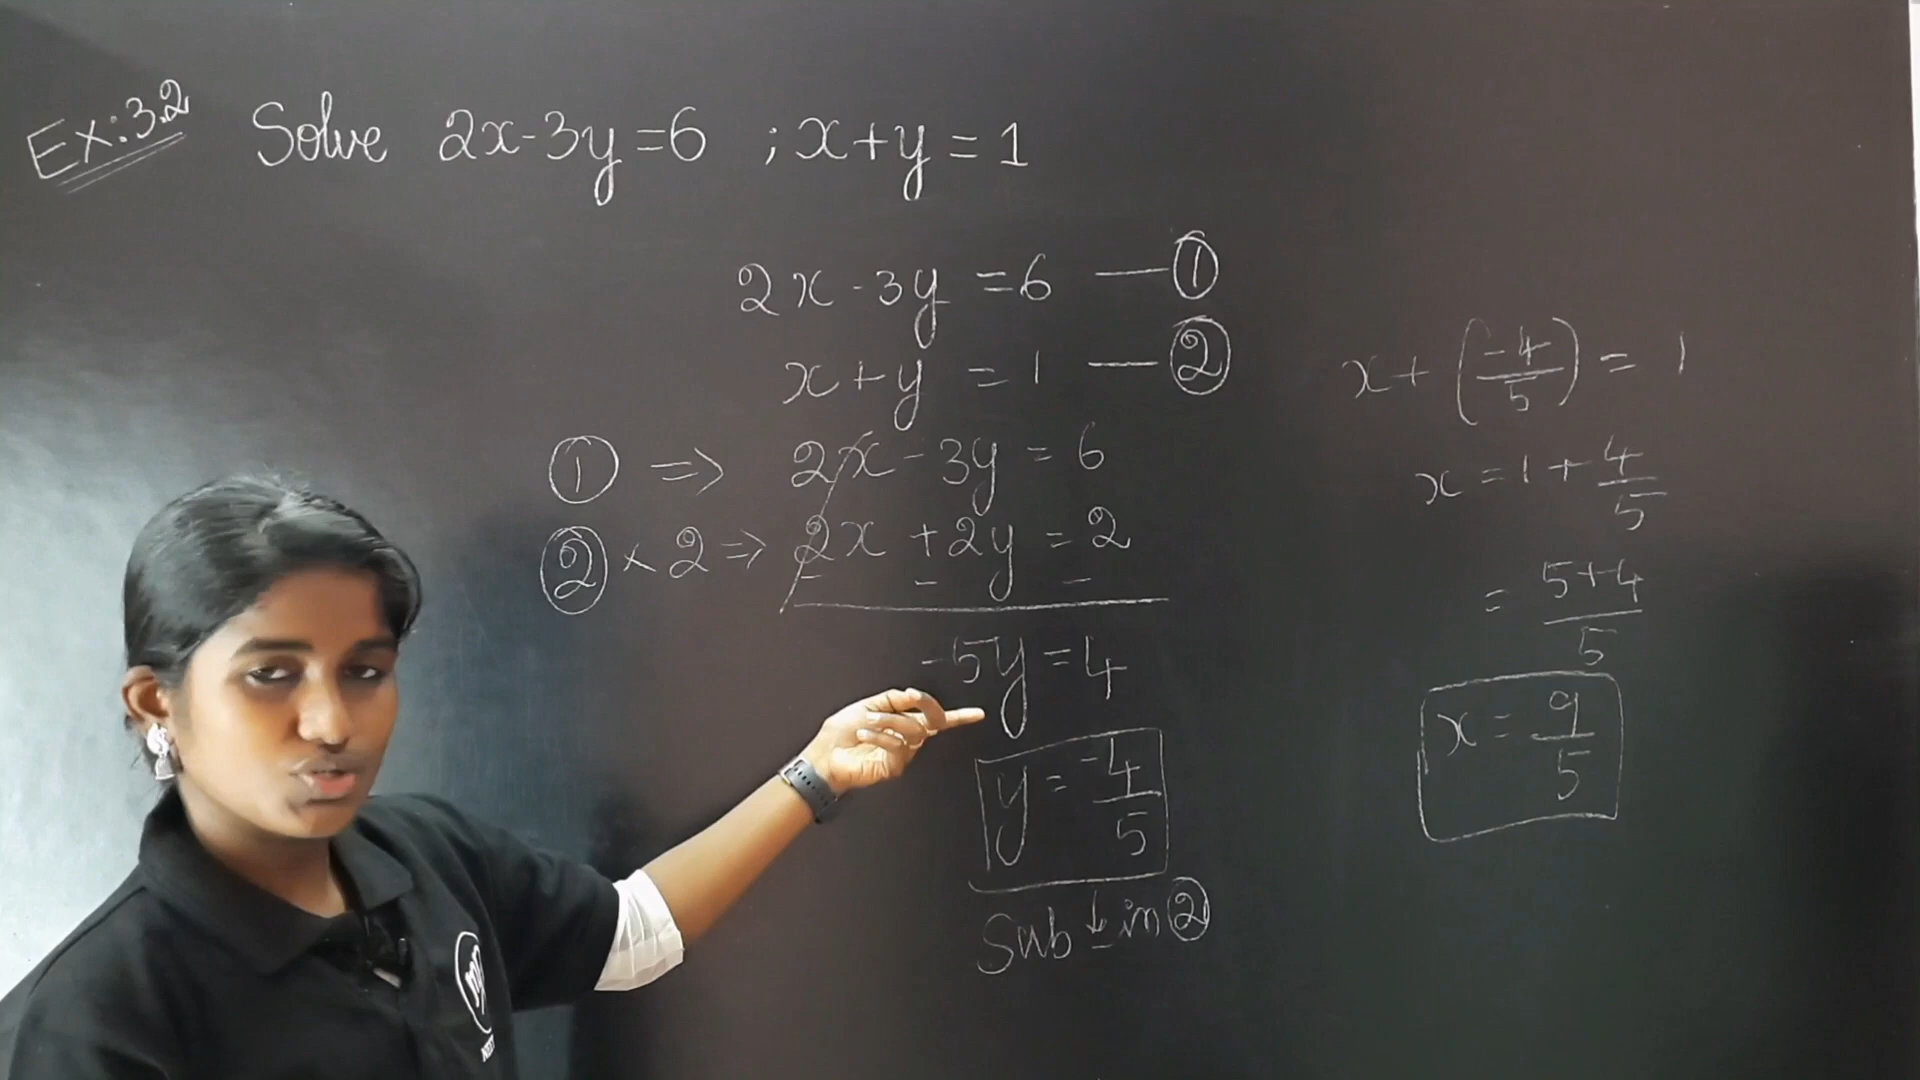 Ex:3.2 Solve 2x-3y=6 ; x+y=1
2x-3y=6 —①
x+y=1 —②
① => 2x-3y=6
② × 2 => 2x+2y=2
- - -
-5y=4
y=-4/5
Sub ↓ in ②
x+(-4/5)=1
x=1+4/5
=5+4/5
x=9/5
NEET